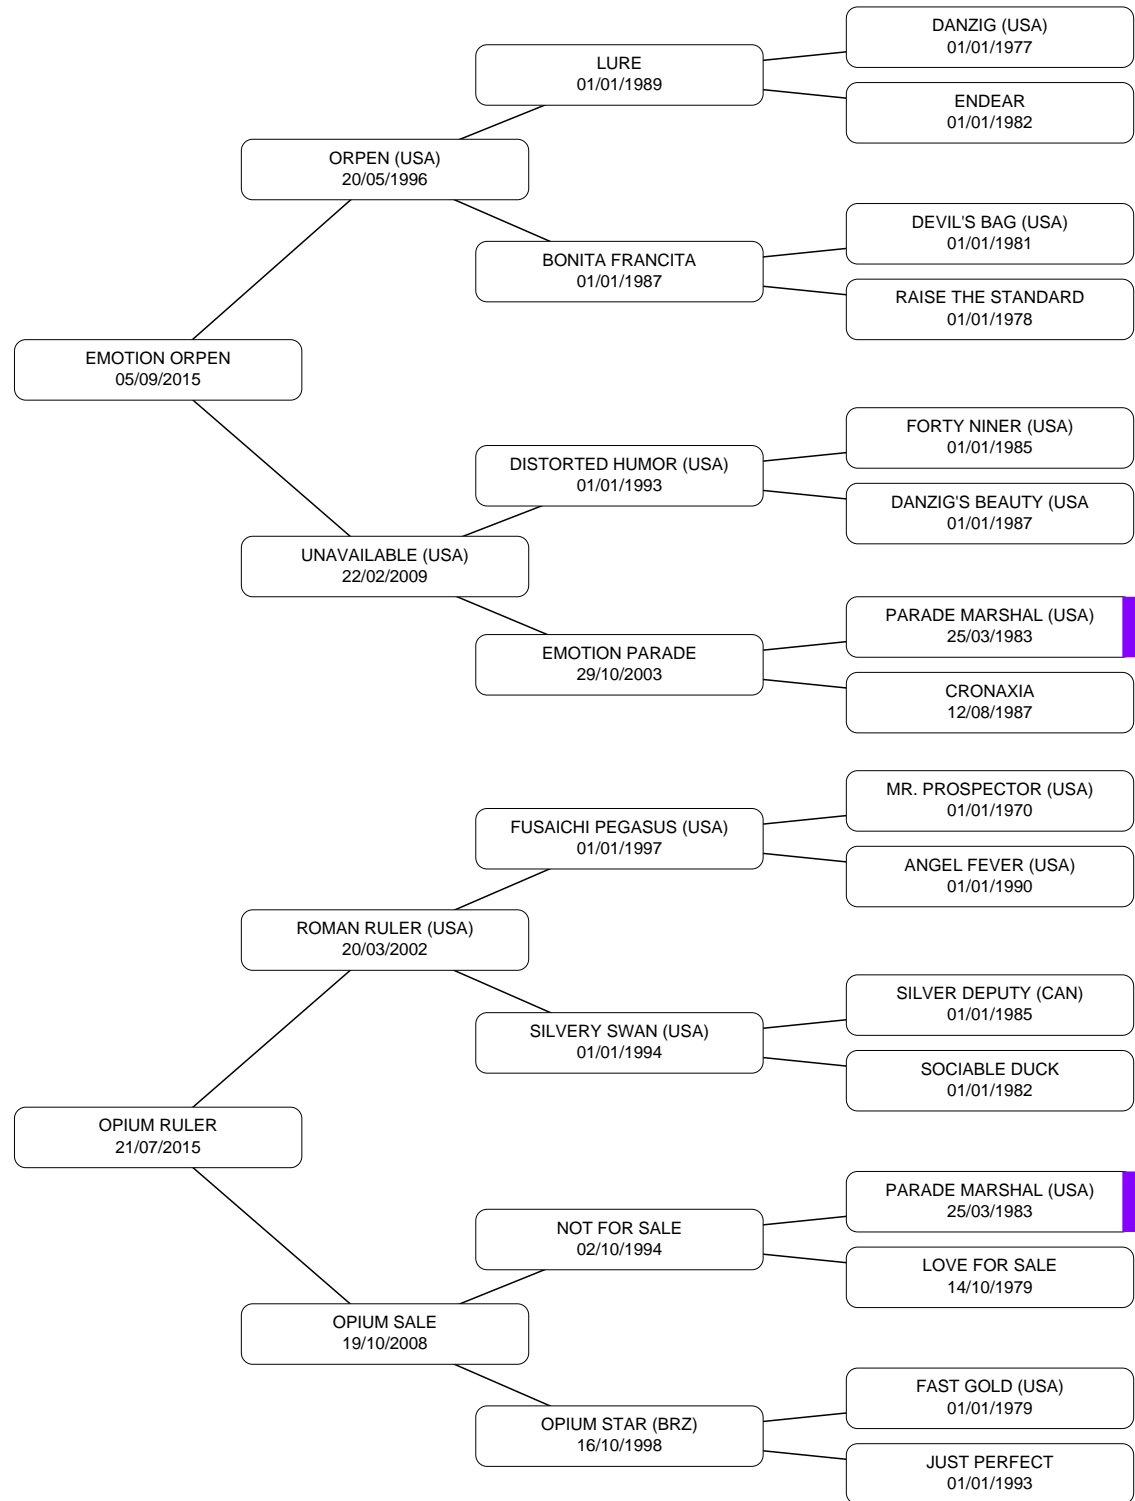 DANZIG (USA)
01/01/1977
LURE
01/01/1989
ENDEAR
01/01/1982
ORPEN (USA)
20/05/1996
DEVIL'S BAG (USA)
01/01/1981
BONITA FRANCITA
01/01/1987
RAISE THE STANDARD
01/01/1978
EMOTION ORPEN
05/09/2015
FORTY NINER (USA)
01/01/1985
DISTORTED HUMOR (USA)
01/01/1993
DANZIG'S BEAUTY (USA
01/01/1987
UNAVAILABLE (USA)
22/02/2009
PARADE MARSHAL (USA)
25/03/1983
EMOTION PARADE
29/10/2003
CRONAXIA
12/08/1987
MR. PROSPECTOR (USA)
01/01/1970
FUSAICHI PEGASUS (USA)
01/01/1997
ANGEL FEVER (USA)
01/01/1990
ROMAN RULER (USA)
20/03/2002
SILVER DEPUTY (CAN)
01/01/1985
SILVERY SWAN (USA)
01/01/1994
SOCIABLE DUCK
01/01/1982
OPIUM RULER
21/07/2015
PARADE MARSHAL (USA)
25/03/1983
NOT FOR SALE
02/10/1994
LOVE FOR SALE
14/10/1979
OPIUM SALE
19/10/2008
FAST GOLD (USA)
01/01/1979
OPIUM STAR (BRZ)
16/10/1998
JUST PERFECT
01/01/1993